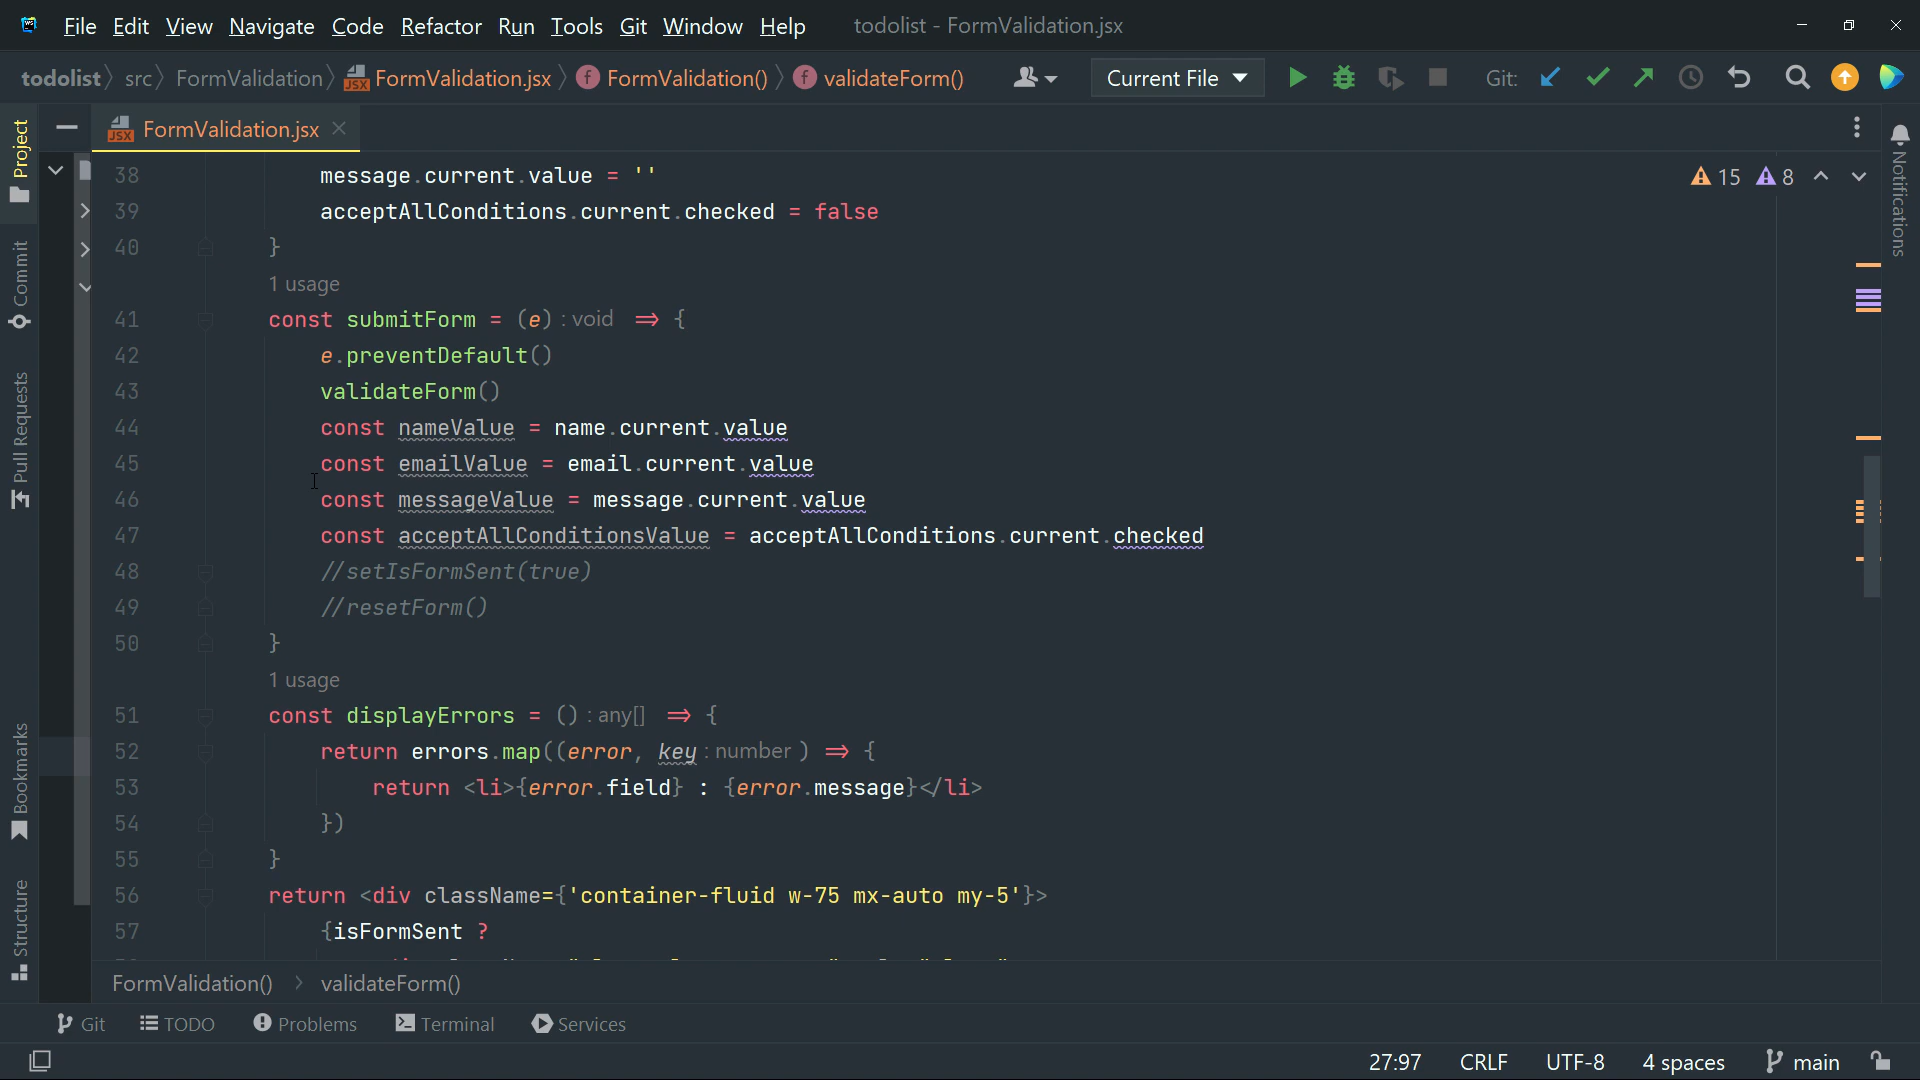 File Edit View Navigate Code Refactor Run Tools Git Window Help todolist - FormValidation.jsx
todolist src FormValidation FormValidation.jsx FormValidation() validateForm() Current File Git:
FormValidation.jsx
Project
Commit
Pull Requests
Bookmarks
Structure
Notifications
15 8
38 message.current.value = ''
39 acceptAllConditions.current.checked = false
40 }
1 usage
41 const submitForm = (e) : void => {
42 e.preventDefault()
43 validateForm()
44 const nameValue = name.current.value
45 const emailValue = email.current.value
46 const messageValue = message.current.value
47 const acceptAllConditionsValue = acceptAllConditions.current.checked
48 //setIsFormSent(true)
49 //resetForm()
50 }
1 usage
51 const displayErrors = () : any[] => {
52 return errors.map((error, key : number ) => {
53 return <li>{error.field} : {error.message}</li>
54 })
55 }
56 return <div className={'container-fluid w-75 mx-auto my-5'}>
57 {isFormSent ?
FormValidation() validateForm()
Git TODO Problems Terminal Services
27:97 CRLF UTF-8 4 spaces main